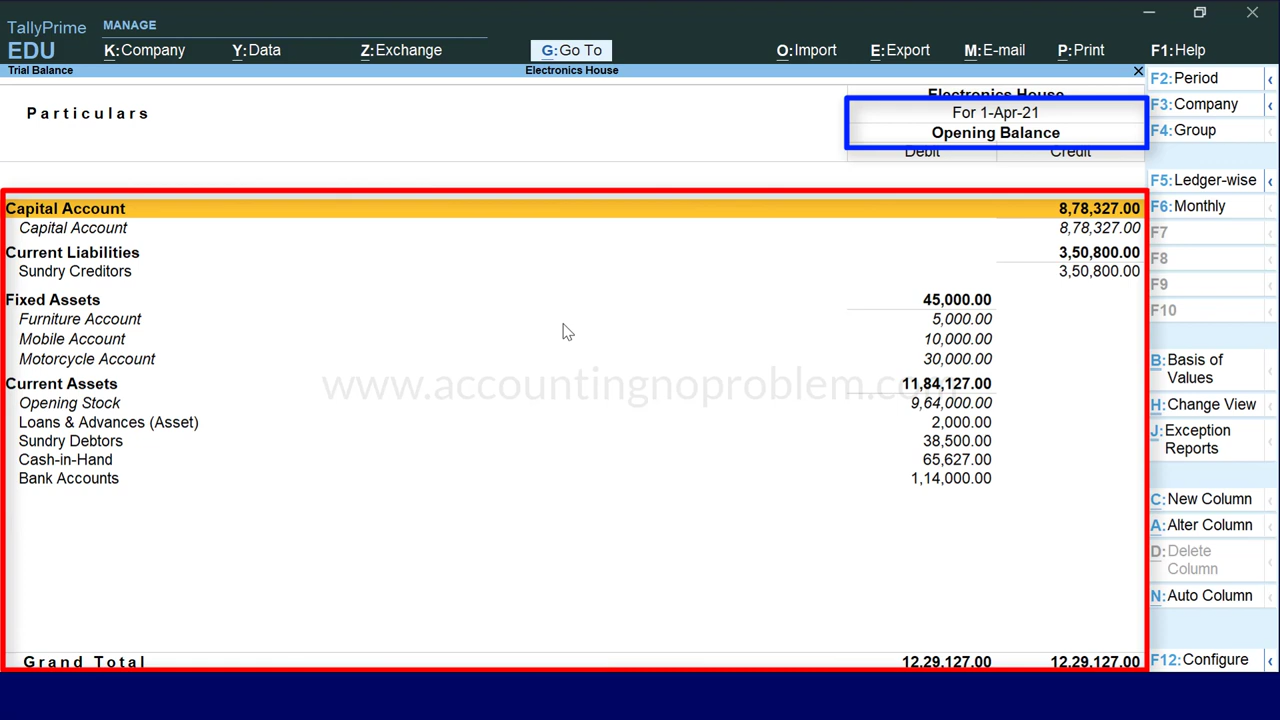 TallyPrime
EDU
MANAGE
K:Company Y:Data Z:Exchange G:Go To O:Import E:Export M:E-mail P:Print F1:Help
Trial Balance Electronics House
Particulars
Electronics House
For 1-Apr-21
Opening Balance
Debit Credit
Capital Account 8,78,327.00
Capital Account 8,78,327.00
Current Liabilities 3,50,800.00
Sundry Creditors 3,50,800.00
Fixed Assets 45,000.00
Furniture Account 5,000.00
Mobile Account 10,000.00
Motorcycle Account 30,000.00
Current Assets 11,84,127.00
Opening Stock 9,64,000.00
Loans & Advances (Asset) 2,000.00
Sundry Debtors 38,500.00
Cash-in-Hand 65,627.00
Bank Accounts 1,14,000.00
www.accountingnoproblem.c
Grand Total 12,29,127.00 12,29,127.00
F2:Period
F3:Company
F4:Group
F5:Ledger-wise
F6:Monthly
F7
F8
F9
F10
B:Basis of
Values
H:Change View
J:Exception
Reports
C:New Column
A:Alter Column
D:Delete
Column
N:Auto Column
F12:Configure